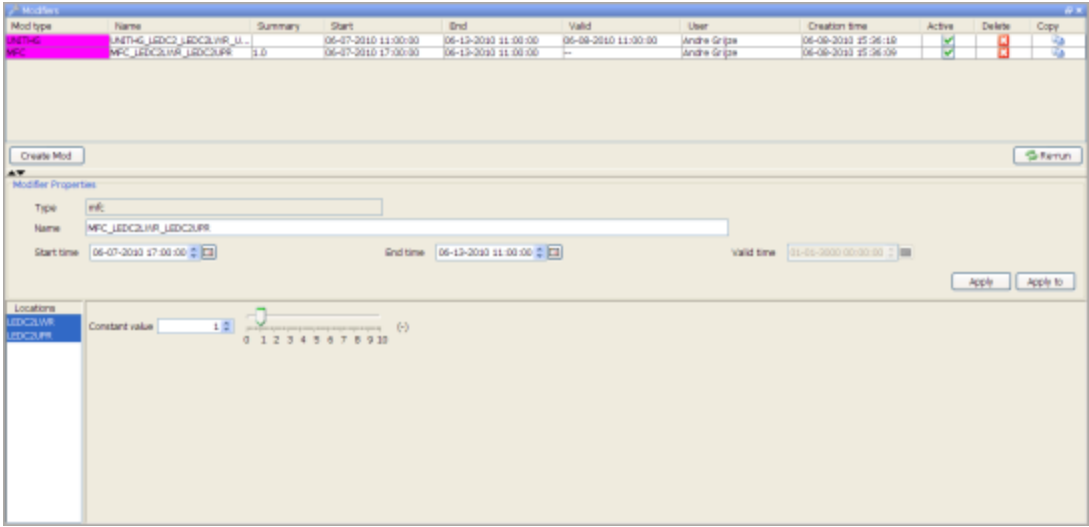 Modifiers
Mod type Name Summary Start End Valid User Creation time Active Delete Copy
UNITHG UNITHG_LEDC2_LEDC2LWR_U... 06-07-2010 11:00:00 06-13-2010 11:00:00 06-08-2010 11:00:00 Andre Grijze 06-08-2010 15:36:18
MFC MFC_LEDC2LWR_LEDC2UPR 1.0 06-07-2010 17:00:00 06-13-2010 11:00:00 -- Andre Grijze 06-08-2010 15:36:09
Create Mod Re-run
Modifier Properties
Type mfc
Name MFC_LEDC2LWR_LEDC2UPR
Start time 06-07-2010 17:00:00 End time 06-13-2010 11:00:00 Valid time 01-01-3000 00:00:00
Apply Apply to
Locations
LEDC2LWR
LEDC2UPR
Constant value 1 (-)
0 1 2 3 4 5 6 7 8 9 10